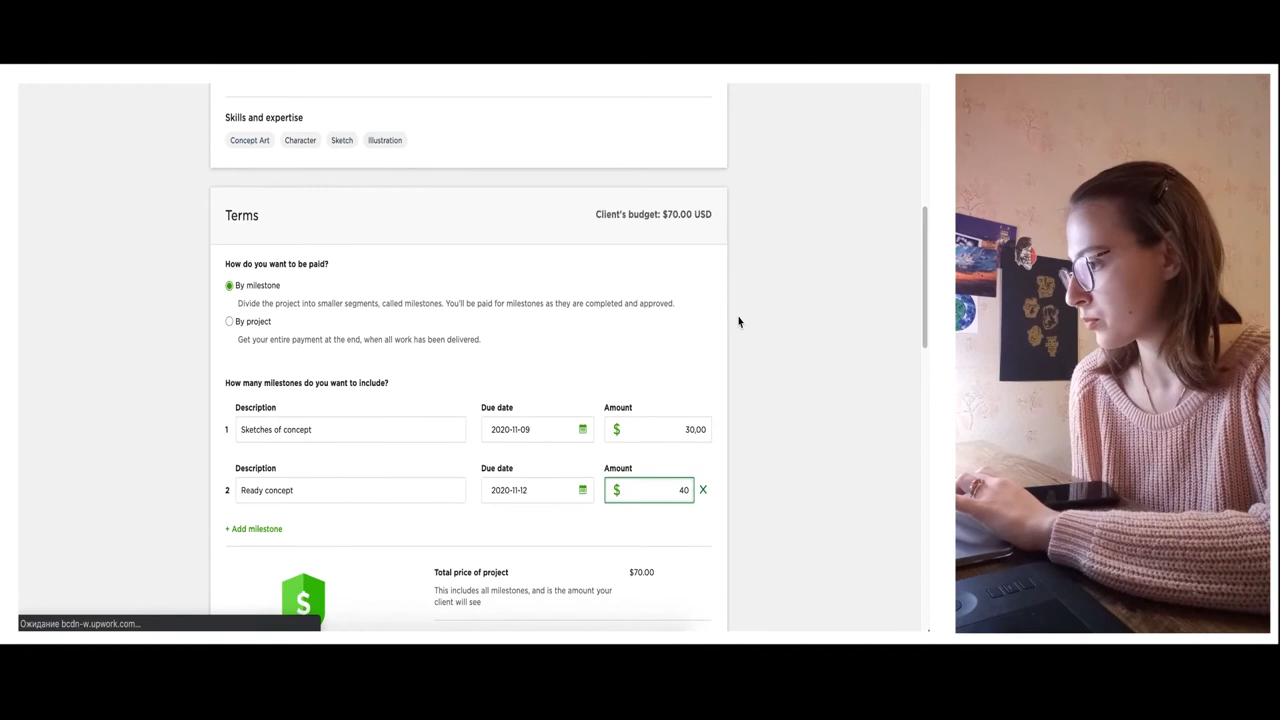 Skills and expertise
Concept Art Character Sketch Illustration
Terms
Client's budget: $70.00 USD
How do you want to be paid?
By milestone
Divide the project into smaller segments, called milestones. You'll be paid for milestones as they are completed and approved.
By project
Get your entire payment at the end, when all work has been delivered.
How many milestones do you want to include?
Description Due date Amount
1 Sketches of concept 2020-11-09 $ 30,00
Description Due date Amount
2 Ready concept 2020-11-12 $ 40 X
+ Add milestone
Total price of project $70.00
This includes all milestones, and is the amount your
client will see
$
Ожидание bcdn-w.upwork.com...